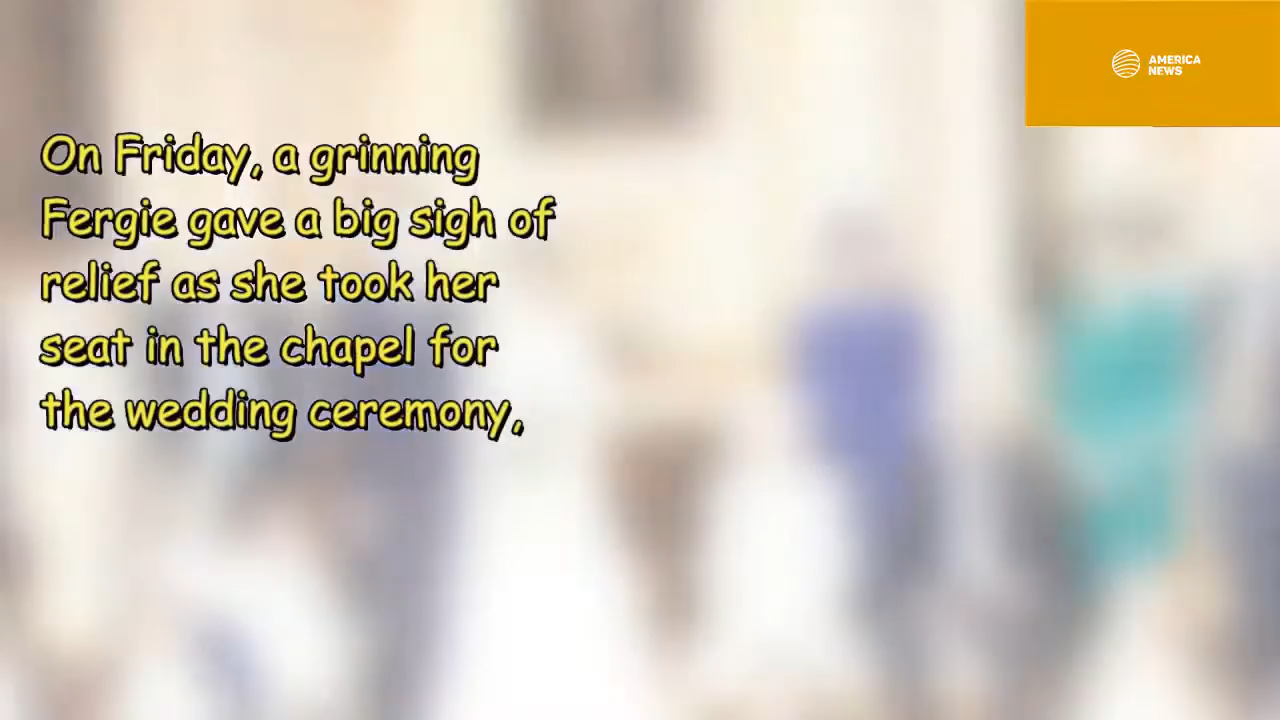 AMERICA
NEWS
On Friday, a grinning
Fergie gave a big sigh of
relief as she took her
seat in the chapel for
the wedding ceremony,